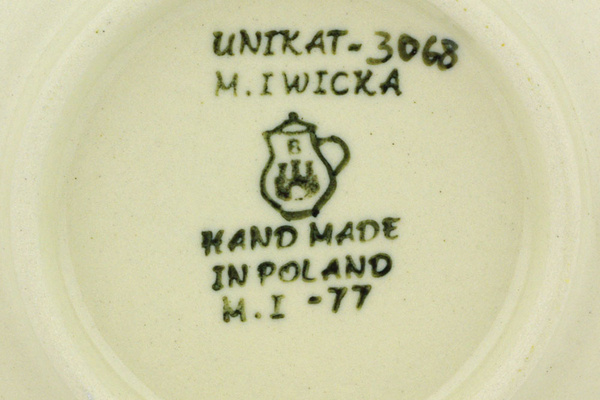 UNIKAT-3068
M.IWICKA
B
HAND MADE
IN POLAND
M.I -77